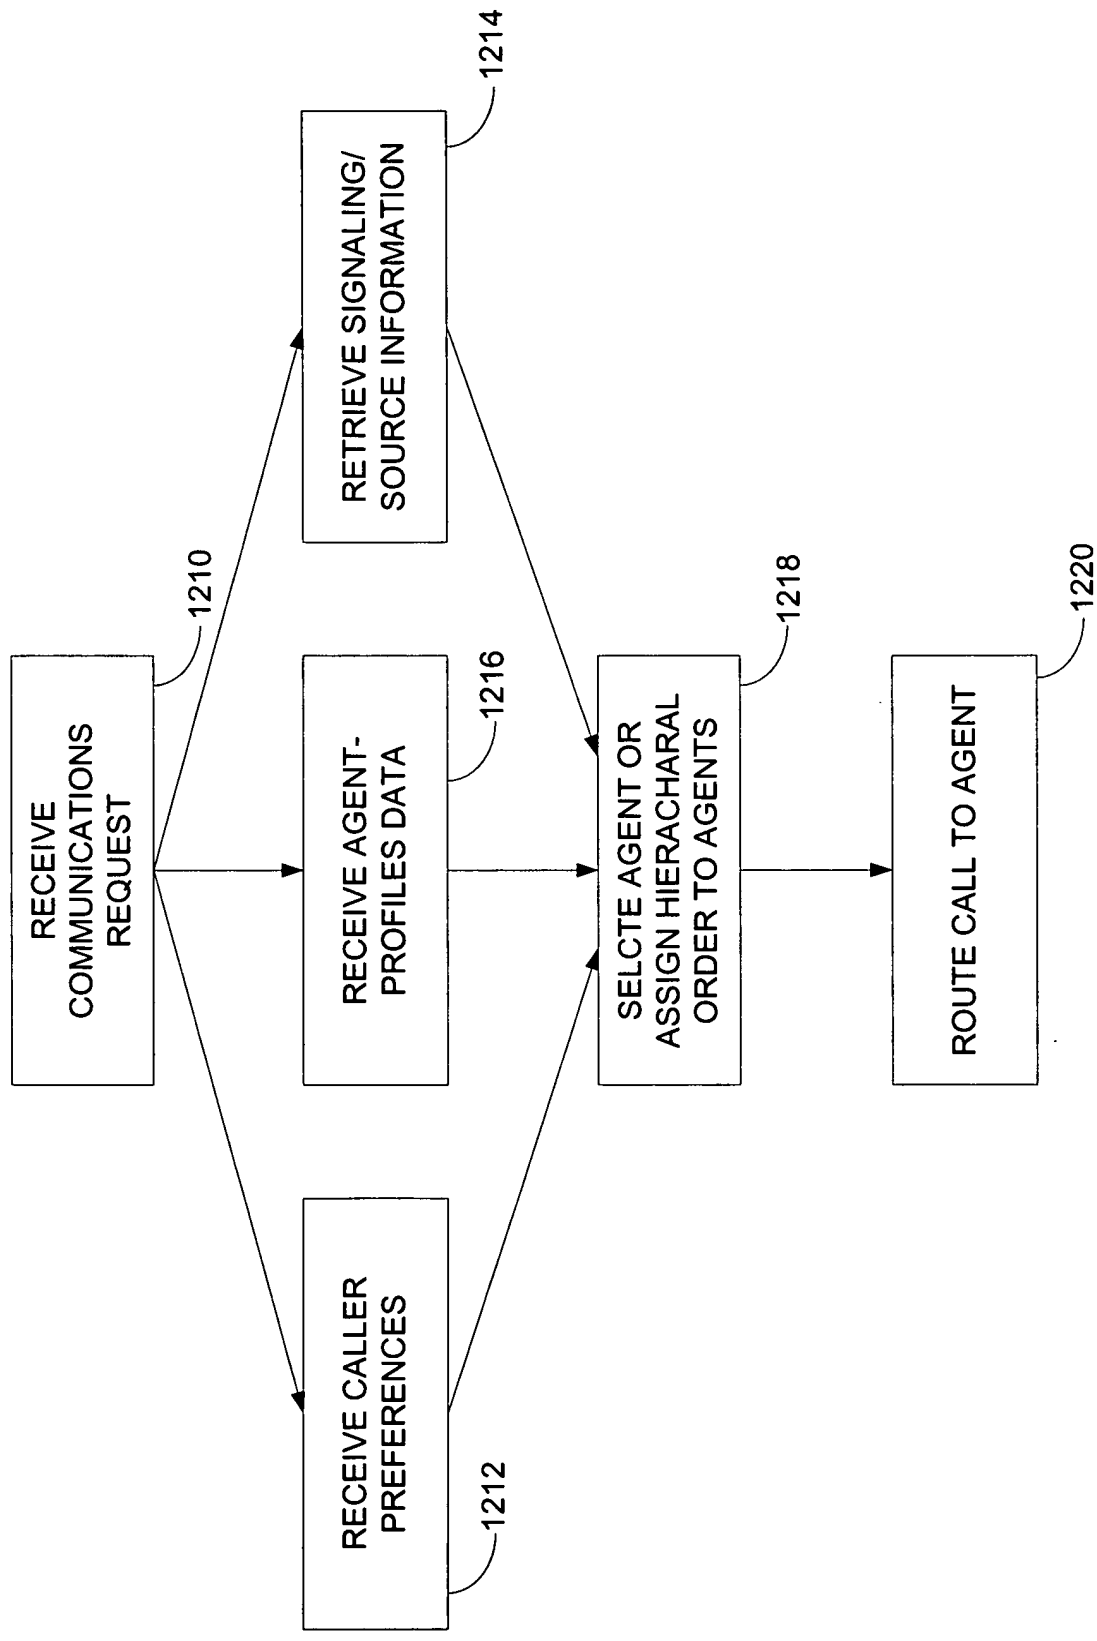 RECEIVE
COMMUNICATIONS
REQUEST
1210
RECEIVE CALLER
PREFERENCES
1212
RECEIVE AGENT-
PROFILES DATA
1216
RETRIEVE SIGNALING/
SOURCE INFORMATION
1214
SELCTE AGENT OR
ASSIGN HIERACHARAL
ORDER TO AGENTS
1218
ROUTE CALL TO AGENT
1220